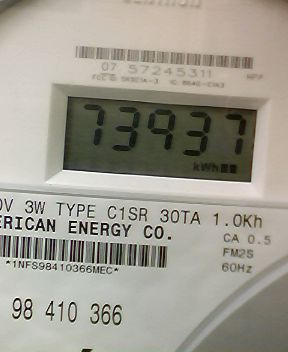 07 57245311
73937
kWh
0V 3W TYPE C1SR 30TA 1.0Kh
ERICAN ENERGY CO.
CA 0.5
FM2S
60Hz
*1NFS98410366MEC*
98 410 366